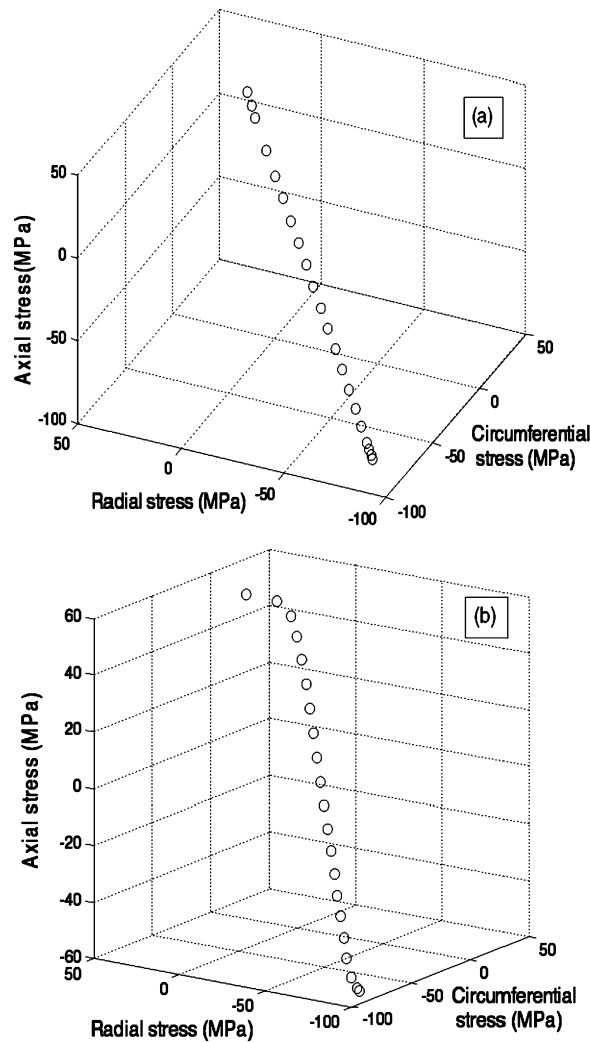 (a)
50
0
-50
-100
Axial stress(MPa)
50
0
-50
-100
Radial stress (MPa)
50
0
-50
-100
Circumferential
stress (MPa)
(b)
60
40
20
0
-20
-40
-60
Axial stress (MPa)
50
0
-50
-100
Radial stress (MPa)
50
0
-50
-100
Circumferential
stress (MPa)